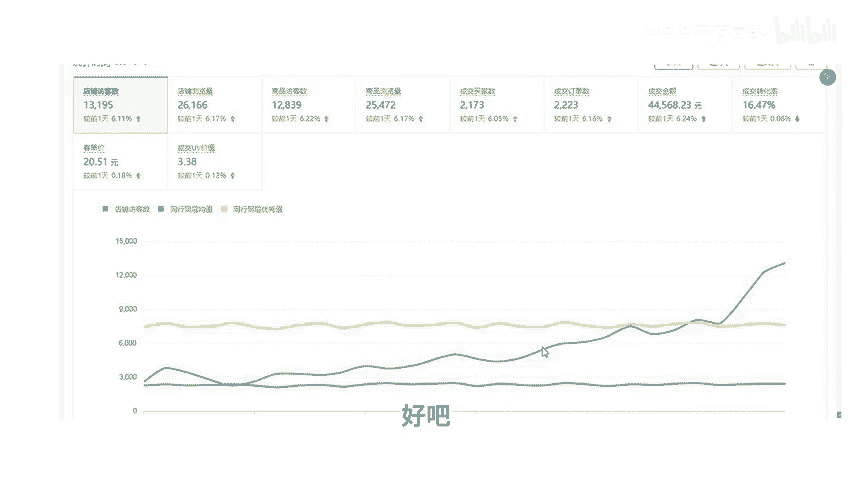 bilibili
店铺访客数 店铺浏览量 商品访客数 商品浏览量 成交买家数 成交订单数 成交金额 成交转化率
13,195 26,166 12,839 25,472 2,173 2,223 44,568.23 元 16.47%
较前1天 6.11% 较前1天 6.17% 较前1天 6.22% 较前1天 6.17% 较前1天 6.05% 较前1天 6.16% 较前1天 6.24% 较前1天 0.06%
客单价 成交UV价值
20.51 元 3.38
较前1天 0.18% 较前1天 0.12%
店铺访客数 同行同层均值 同行同层优秀值
15,000
12,000
9,000
6,000
3,000
0
好吧